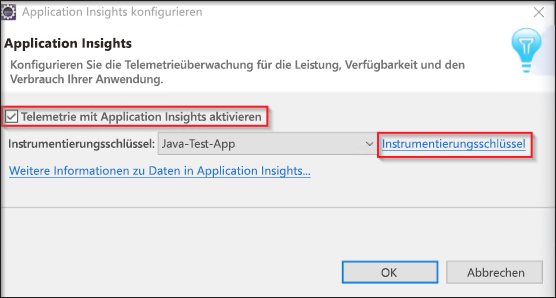 Application Insights konfigurieren
Application Insights
Konfigurieren Sie die Telemetrieüberwachung für die Leistung, Verfügbarkeit und den
Verbrauch Ihrer Anwendung.
Telemetrie mit Application Insights aktivieren
Instrumentierungsschlüssel: Java-Test-App Instrumentierungsschlüssel
Weitere Informationen zu Daten in Application Insights...
OK Abbrechen